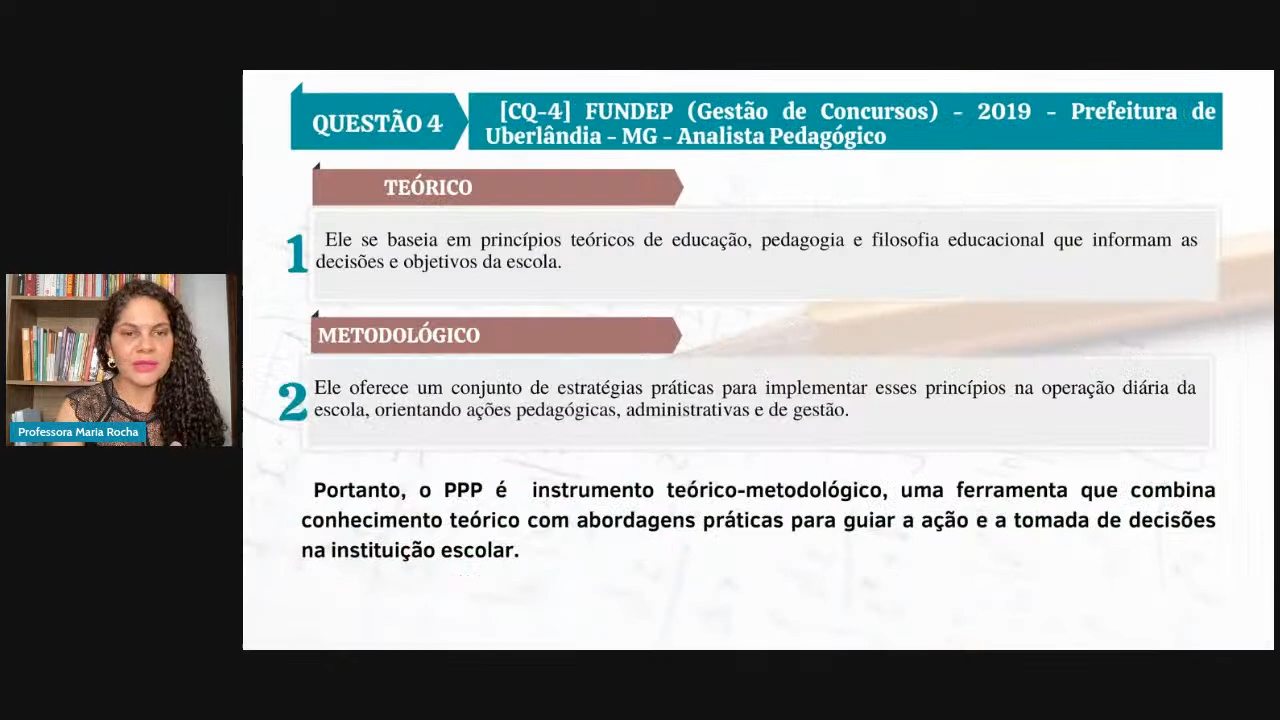 QUESTÃO 4
[CQ-4] FUNDEP (Gestão de Concursos) - 2019 - Prefeitura de
Uberlândia - MG - Analista Pedagógico
TEÓRICO
1
Ele se baseia em princípios teóricos de educação, pedagogia e filosofia educacional que informam as
decisões e objetivos da escola.
METODOLÓGICO
2
Ele oferece um conjunto de estratégias práticas para implementar esses princípios na operação diária da
escola, orientando ações pedagógicas, administrativas e de gestão.
Professora Maria Rocha
Portanto, o PPP é instrumento teórico-metodológico, uma ferramenta que combina
conhecimento teórico com abordagens práticas para guiar a ação e a tomada de decisões
na instituição escolar.